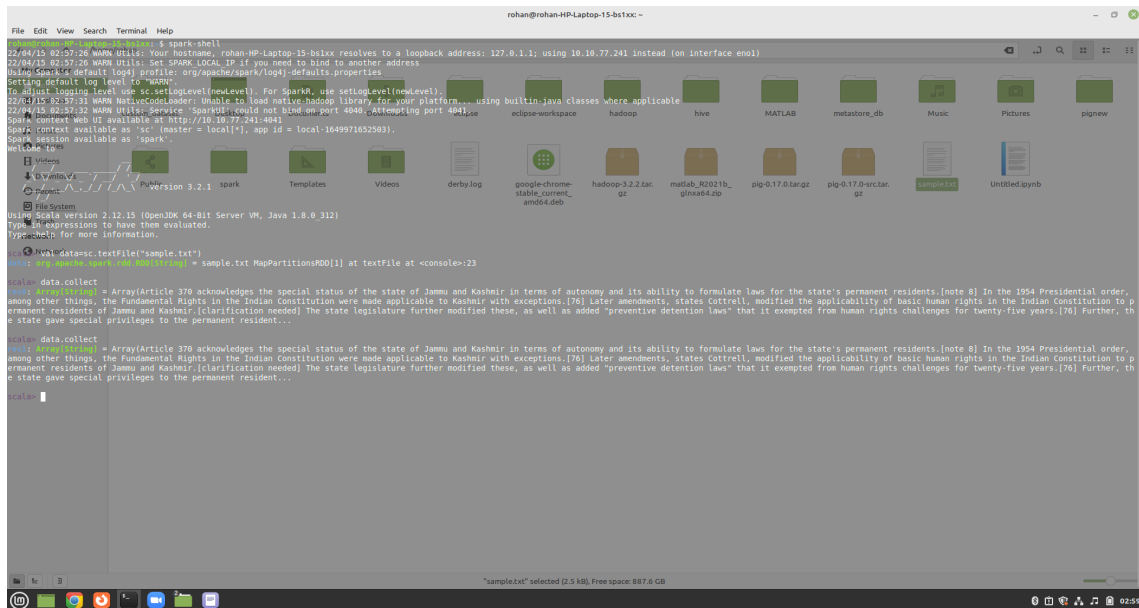 rohan@rohan-HP-Laptop-15-bs1xx: ~
File Edit View Search Terminal Help
rohan@rohan-HP-Laptop-15-bs1xx: $ spark-shell
22/04/15 02:57:26 WARN Utils: Your hostname, rohan-HP-Laptop-15-bs1xx resolves to a loopback address: 127.0.1.1; using 10.10.77.241 instead (on interface eno1)
22/04/15 02:57:26 WARN Utils: Set SPARK_LOCAL_IP if you need to bind to another address
Using Spark's default log4j profile: org/apache/spark/log4j-defaults.properties
Setting default log level to "WARN".
To adjust logging level use sc.setLogLevel(newLevel). For SparkR, use setLogLevel(newLevel).
22/04/15 02:57:31 WARN NativeCodeLoader: Unable to load native-hadoop library for your platform... using builtin-java classes where applicable
22/04/15 02:57:32 WARN Utils: Service 'SparkUI' could not bind on port 4040. Attempting port 4041.
Spark context Web UI available at http://10.10.77.241:4041
Spark context available as 'sc' (master = local[*], app id = local-1649971652503).
Spark session available as 'spark'.
Welcome to
version 3.2.1
Using Scala version 2.12.15 (OpenJDK 64-Bit Server VM, Java 1.8.0_312)
Type in expressions to have them evaluated.
Type :help for more information.
scala> val data=sc.textFile("sample.txt")
data: org.apache.spark.rdd.RDD[String] = sample.txt MapPartitionsRDD[1] at textFile at <console>:23
scala> data.collect
Array[String] = Array(Article 370 acknowledges the special status of the state of Jammu and Kashmir in terms of autonomy and its ability to formulate laws for the state's permanent residents.[note 8] In the 1954 Presidential order,
among other things, the Fundamental Rights in the Indian Constitution were made applicable to Kashmir with exceptions.[76] Later amendments, states Cottrell, modified the applicability of basic human rights in the Indian Constitution to p
ermanent residents of Jammu and Kashmir.[clarification needed] The state legislature further modified these, as well as added "preventive detention laws" that it exempted from human rights challenges for twenty-five years.[76] Further, th
e state gave special privileges to the permanent resident...
scala> data.collect
Array[String] = Array(Article 370 acknowledges the special status of the state of Jammu and Kashmir in terms of autonomy and its ability to formulate laws for the state's permanent residents.[note 8] In the 1954 Presidential order,
among other things, the Fundamental Rights in the Indian Constitution were made applicable to Kashmir with exceptions.[76] Later amendments, states Cottrell, modified the applicability of basic human rights in the Indian Constitution to p
ermanent residents of Jammu and Kashmir.[clarification needed] The state legislature further modified these, as well as added "preventive detention laws" that it exempted from human rights challenges for twenty-five years.[76] Further, th
e state gave special privileges to the permanent resident...
scala>
eclipse-workspace hadoop hive MATLAB metastore_db Music Pictures pignew
Public spark Templates Videos derby.log google-chrome-stable_current_amd64.deb hadoop-3.2.2.tar.gz matlab_R2021b_glnxa64.zip pig-0.17.0.tar.gz pig-0.17.0-src.tar.gz sample.txt Untitled.ipynb
Videos
Downloads
Recent
File System
"sample.txt" selected (2.5 kB), Free space: 887.6 GB